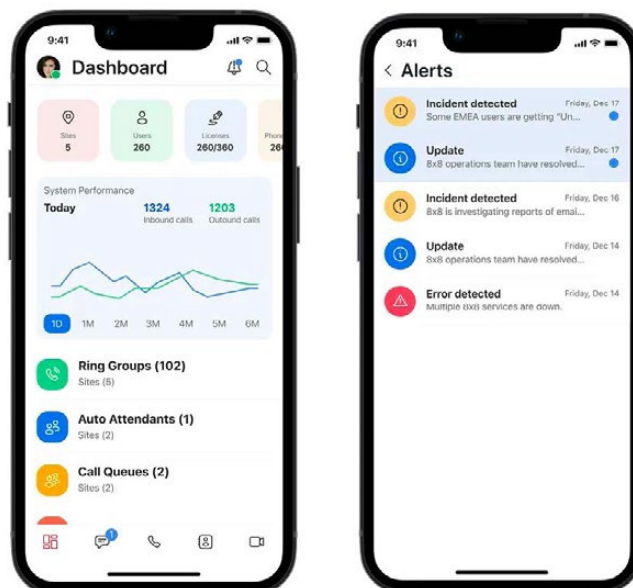 9:41
Dashboard
Sites
5
Users
260
Licenses
260/360
Phone
260
System Performance
Today
1324
Inbound calls
1203
Outound calls
1D 1M 2M 3M 4M 5M 6M
Ring Groups (102)
Sites (5)
Auto Attendants (1)
Sites (2)
Call Queues (2)
Sites (2)
1
9:41
Alerts
Incident detected Friday, Dec 17
Some EMEA users are getting "Un...
Update Friday, Dec 17
8x8 operations team have resolved...
Incident detected Friday, Dec 16
8x8 is investigating reports of emai...
Update Friday, Dec 14
8x8 operations team have resolved...
Error detected Friday, Dec 14
Multiple 8x8 services are down.